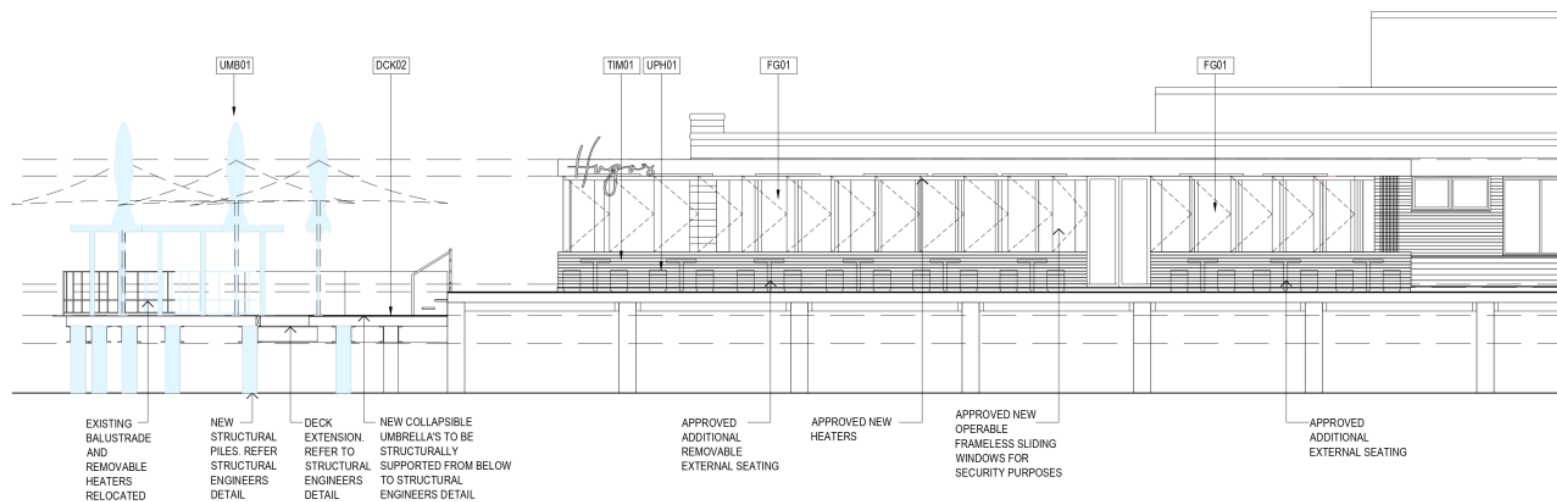 UMB01
DCK02
TIM01
UPH01
FG01
FG01
Hugos
EXISTING
BALUSTRADE
AND
REMOVABLE
HEATERS
RELOCATED
NEW
STRUCTURAL
PILES. REFER
STRUCTURAL
ENGINEERS
DETAIL
DECK
EXTENSION.
REFER TO
STRUCTURAL
ENGINEERS
DETAIL
NEW COLLAPSIBLE
UMBRELLA'S TO BE
STRUCTURALLY
SUPPORTED FROM BELOW
TO STRUCTURAL
ENGINEERS DETAIL
APPROVED
ADDITIONAL
REMOVABLE
EXTERNAL SEATING
APPROVED NEW
HEATERS
APPROVED NEW
OPERABLE
FRAMELESS SLIDING
WINDOWS FOR
SECURITY PURPOSES
APPROVED
ADDITIONAL
EXTERNAL SEATING